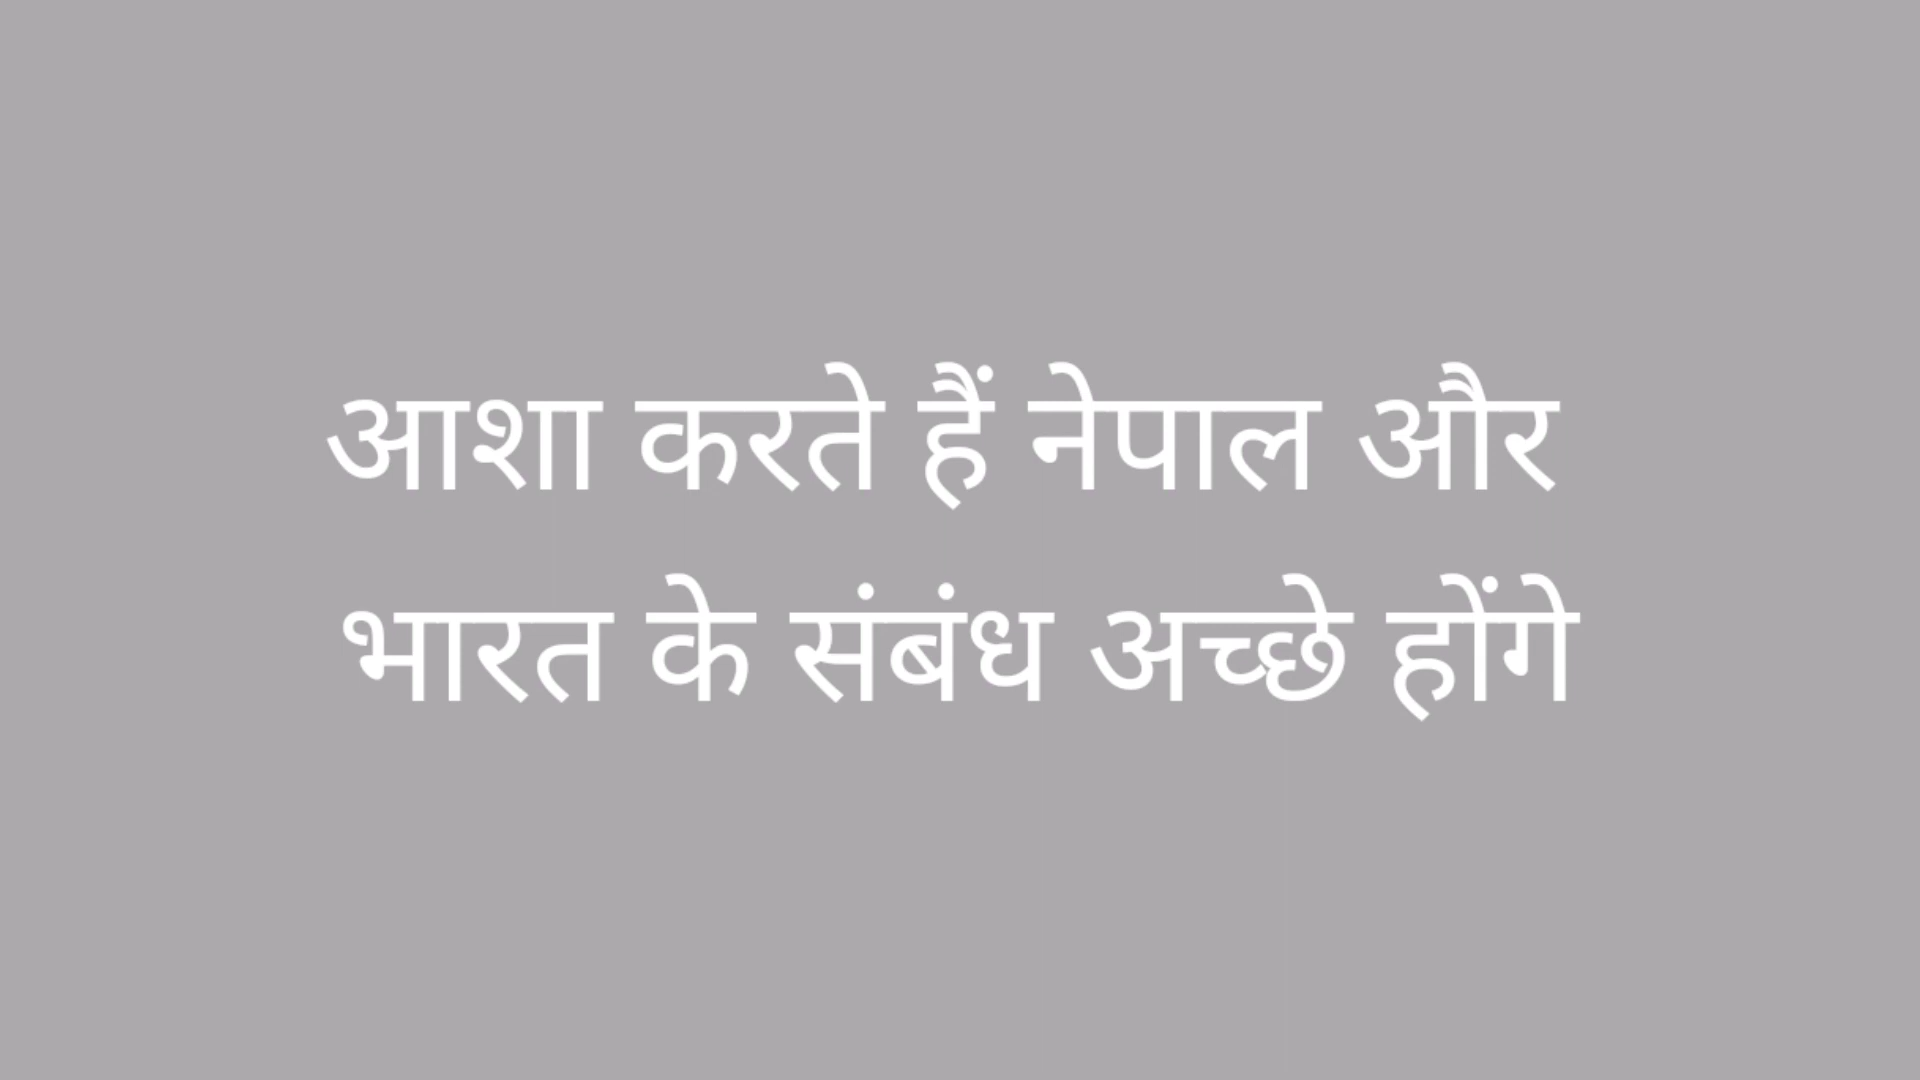 आशा करते हैं नेपाल और
भारत के संबंध अच्छे होंगे